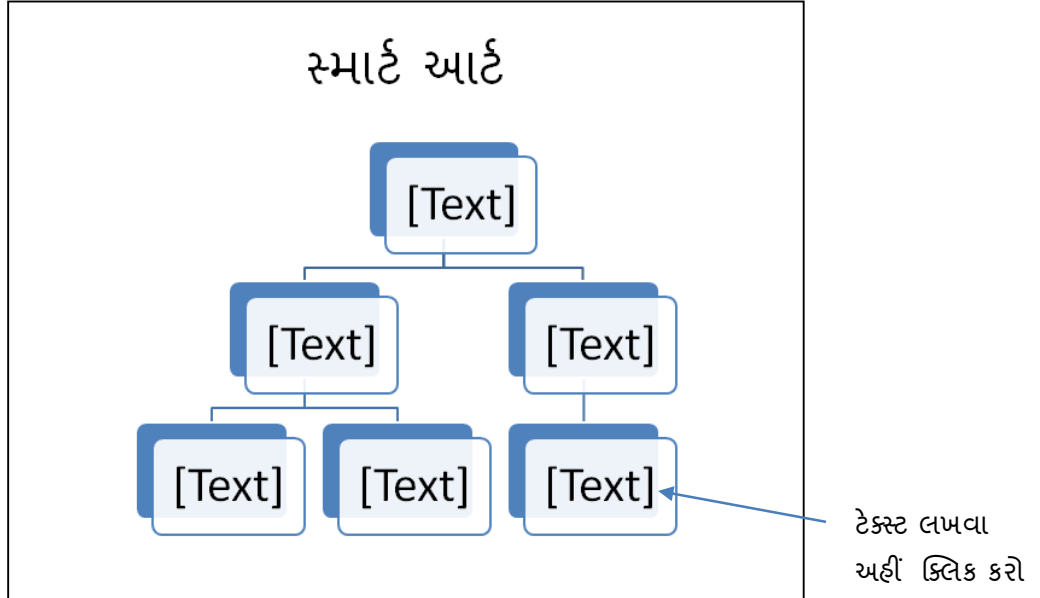 સ્માર્ટ આર્ટ
[Text]
[Text] [Text]
[Text] [Text] [Text]
ટેક્સ્ટ લખવા
અહીં ક્લિક કરો